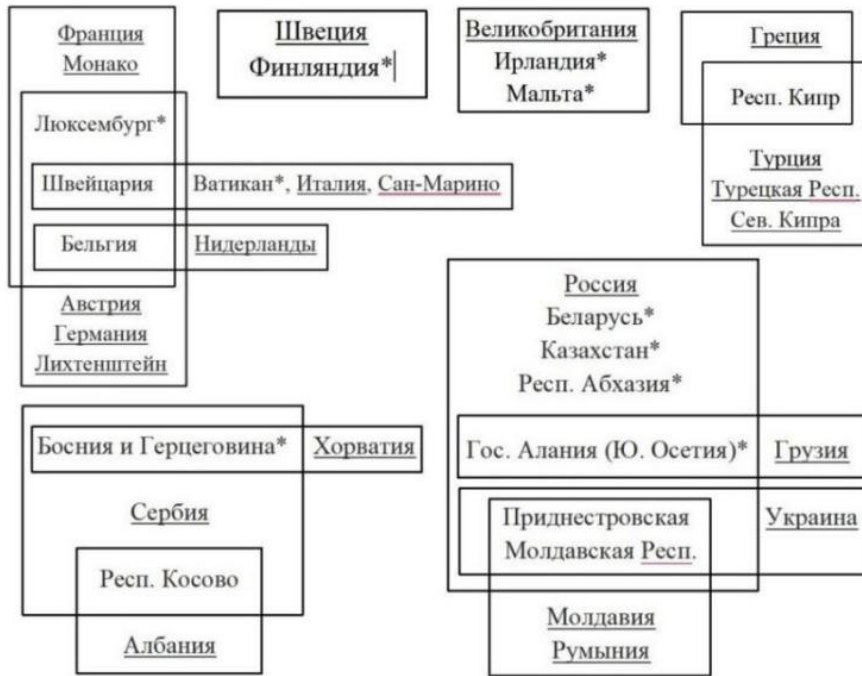 Франция
Монако
Люксембург*
Швейцария
Ватикан*, Италия, Сан-Марино
Бельгия
Нидерланды
Австрия
Германия
Лихтенштейн
Швеция
Финляндия*
Великобритания
Ирландия*
Мальта*
Греция
Респ. Кипр
Турция
Турецкая Респ.
Сев. Кипра
Россия
Беларусь*
Казахстан*
Респ. Абхазия*
Гос. Алания (Ю. Осетия)*
Грузия
Приднестровская
Молдавская Респ.
Украина
Молдавия
Румыния
Босния и Герцеговина*
Хорватия
Сербия
Респ. Косово
Албания